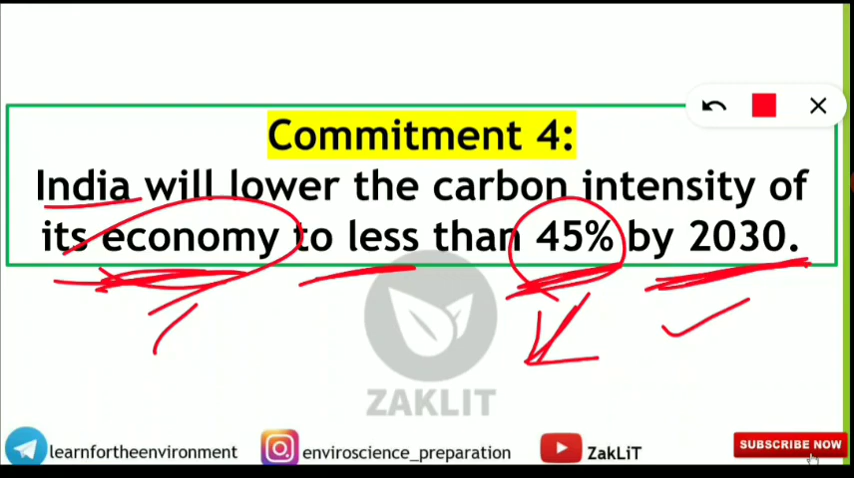 Commitment 4:
India will lower the carbon intensity of
its economy to less than 45% by 2030.
ZAKLIT
learnfortheenvironment
enviroscience_preparation
ZakLiT
SUBSCRIBE NOW